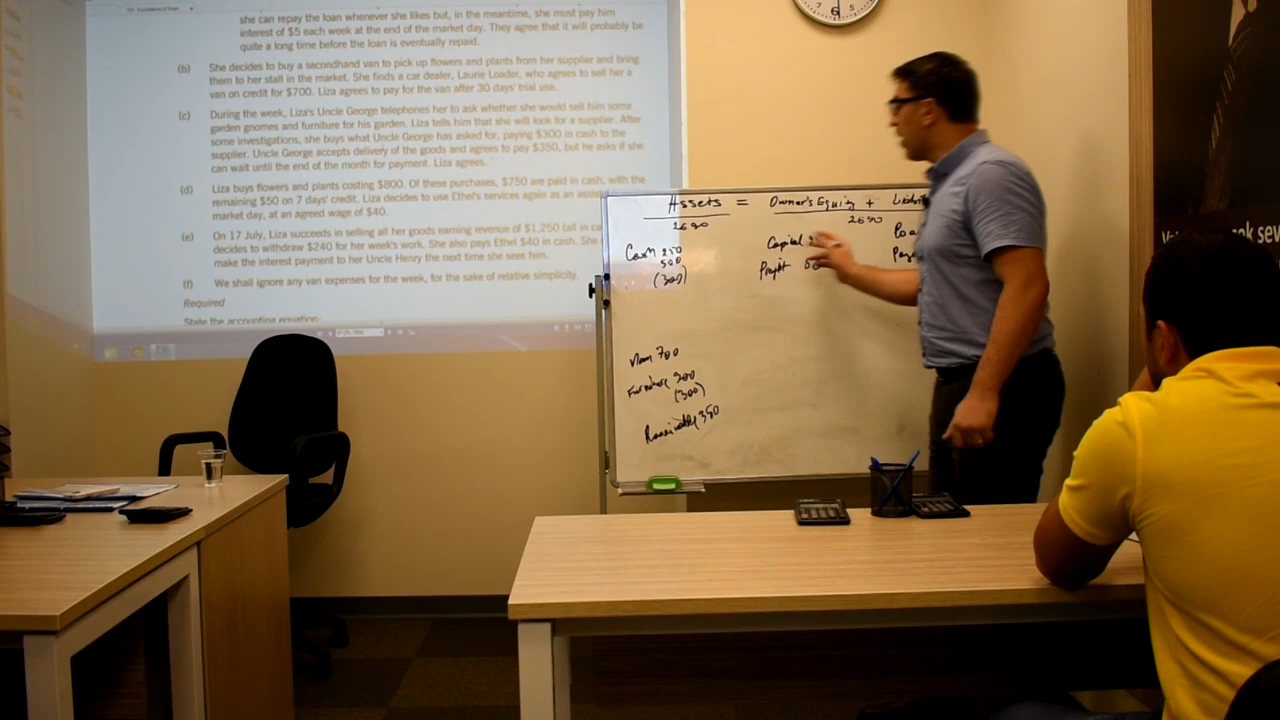 she can repay the loan whenever she likes but, in the meantime, she must pay him
interest of $5 each week at the end of the market day. They agree that it will probably be
quite a long time before the loan is eventually repaid.
(b) She decides to buy a secondhand van to pick up flowers and plants from her supplier and bring
them to her stall in the market. She finds a car dealer, Laurie Loader, who agrees to sell her a
van on credit for $700. Liza agrees to pay for the van after 30 days' trial use.
(c) During the week, Liza's Uncle George telephones her to ask whether she would sell him some
garden gnomes and furniture for his garden. Liza tells him that she will look for a supplier. After
some investigations, she buys what Uncle George has asked for, paying $300 in cash to the
supplier. Uncle George accepts delivery of the goods and agrees to pay $350, but he asks if she
can wait until the end of the month for payment. Liza agrees.
(d) Liza buys flowers and plants costing $800. Of these purchases, $750 are paid in cash, with the
remaining $50 on 7 days' credit. Liza decides to use Ethel's services again as an
market day, at an agreed wage of $40.
(e) On 17 July, Liza succeeds in selling all her goods earning revenue of $1,250 (all in
decides to withdraw $240 for her week's work. She also pays Ethel $40 in cash. She
make the interest payment to her Uncle Henry the next time she sees him.
(f) We shall ignore any van expenses for the week, for the sake of relative simplicity.
Required
State the accounting equation:
Assets = Owner's Equity +
2690 2690
Cash 250
500
(300)
Capital
Profit
Van 700
Furniture 300
(300)
Receivable 350
7 6 5